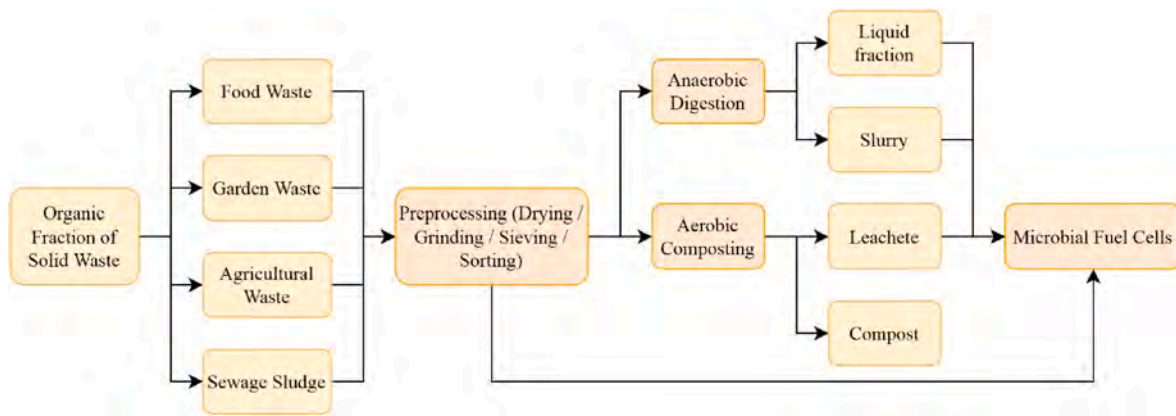 Organic
Fraction of
Solid Waste
Food Waste
Garden Waste
Agricultural
Waste
Sewage Sludge
Preprocessing (Drying /
Grinding / Sieving /
Sorting)
Anaerobic
Digestion
Aerobic
Composting
Liquid
fraction
Slurry
Leachete
Compost
Microbial Fuel Cells